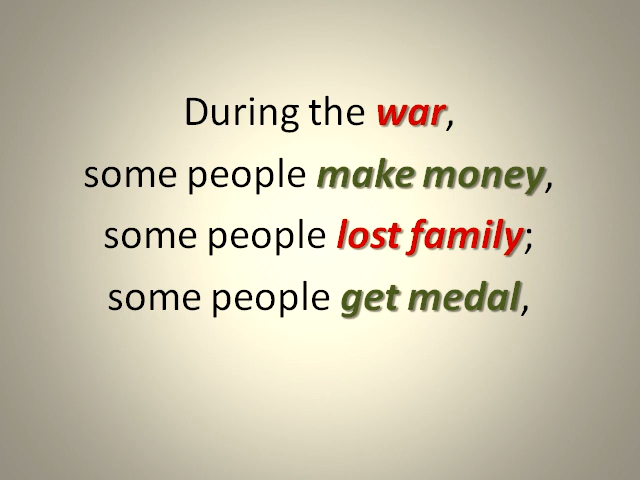 During the war,
some people make money,
some people lost family;
some people get medal,